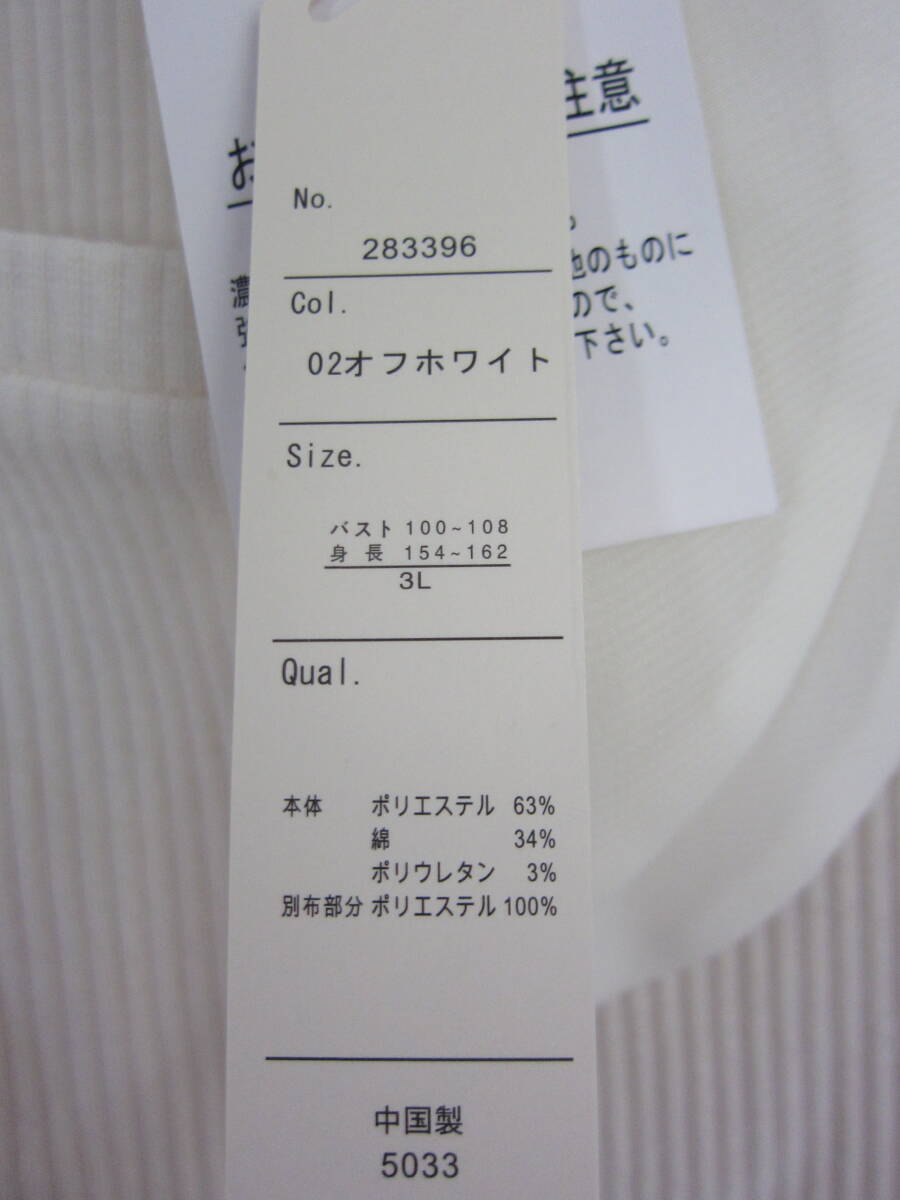 No.
283396
Col.
02オフホワイト
Size.
バスト 100~108
身長 154~162
3L
Qual.
本体 ポリエステル 63%
綿 34%
ポリウレタン 3%
別布部分 ポリエステル 100%
中国製
5033
お 注意
。
濃 他のものに
ので、
下さい。